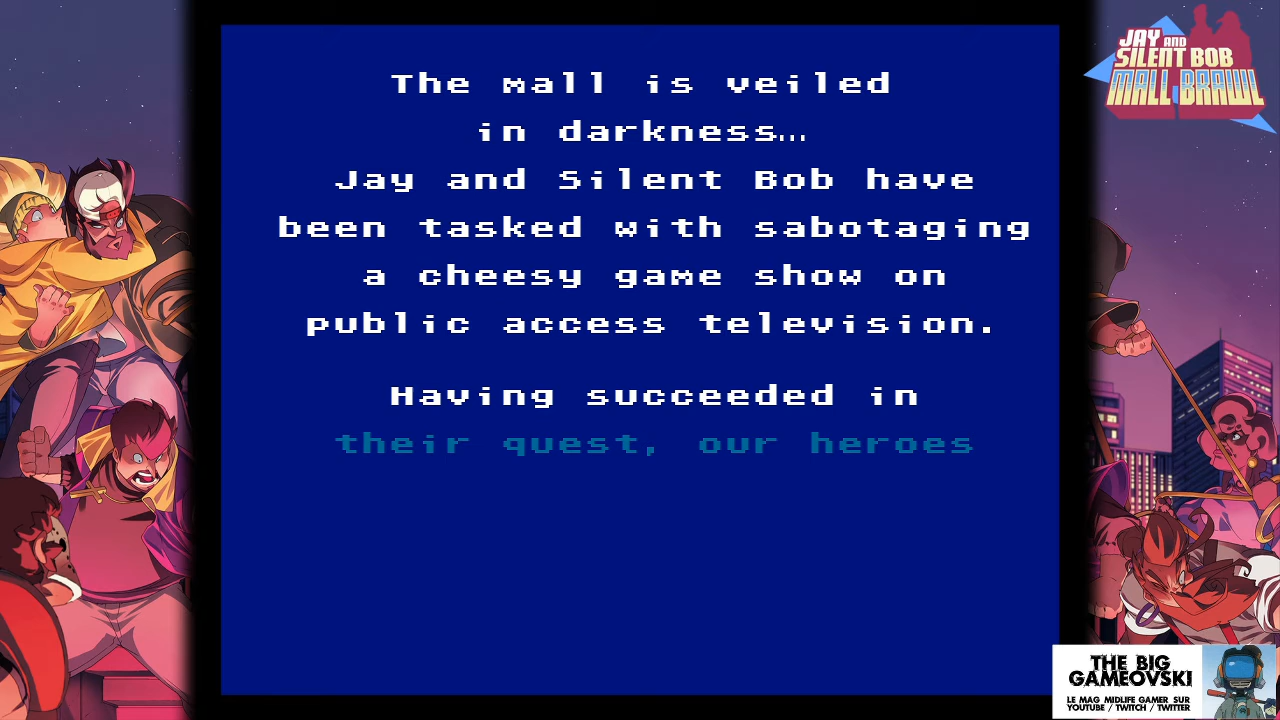 The mall is veiled
in darkness...
Jay and Silent Bob have
been tasked with sabotaging
a cheesy game show on
public access television.
Having succeeded in
their quest, our heroes
JAY AND
SILENT BOB
MALL BRAWL
THE BIG
GAMEOVSKI
LE MAG MIDLIFE GAMER SUR
YOUTUBE / TWITCH / TWITTER